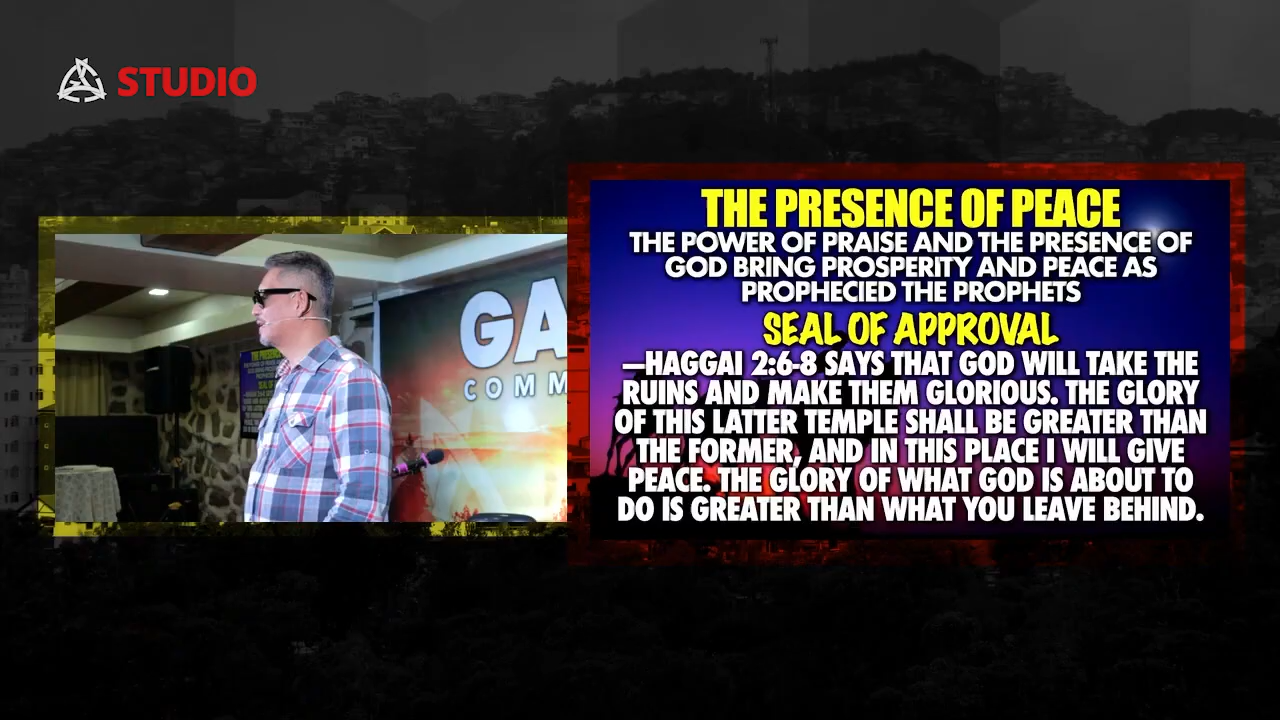 STUDIO
GA
COMM
THE PRESENCE OF PEACE
THE POWER OF PRAISE AND THE PRESENCE OF
GOD BRING PROSPERITY AND PEACE AS
PROPHECIED THE PROPHETS
SEAL OF APPROVAL
—HAGGAI 2:6-8 SAYS THAT GOD WILL TAKE THE
RUINS AND MAKE THEM GLORIOUS. THE GLORY
OF THIS LATTER TEMPLE SHALL BE GREATER THAN
THE FORMER, AND IN THIS PLACE I WILL GIVE
PEACE. THE GLORY OF WHAT GOD IS ABOUT TO
DO IS GREATER THAN WHAT YOU LEAVE BEHIND.